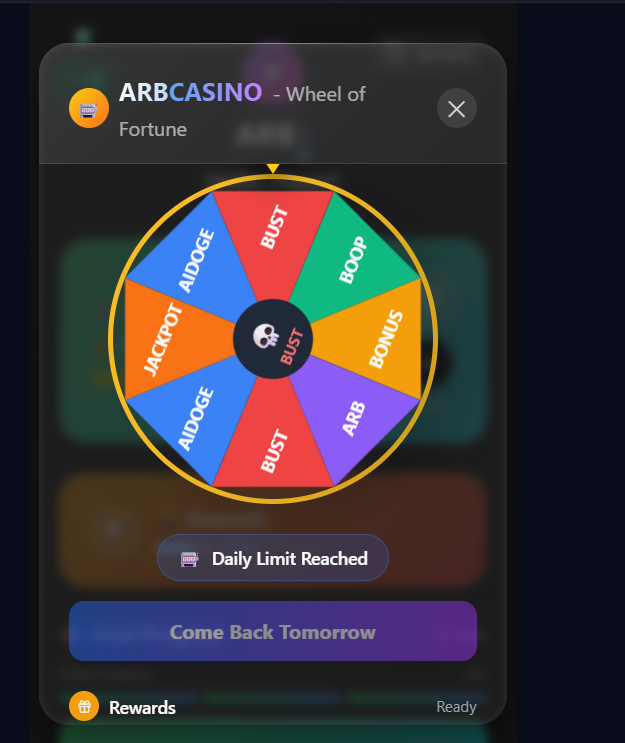 ARBCASINO - Wheel of
Fortune
BUST
BOOP
BONUS
ARB
BUST
AIDOGE
JACKPOT
AIDOGE
BUST
Daily Limit Reached
Come Back Tomorrow
Rewards
Ready